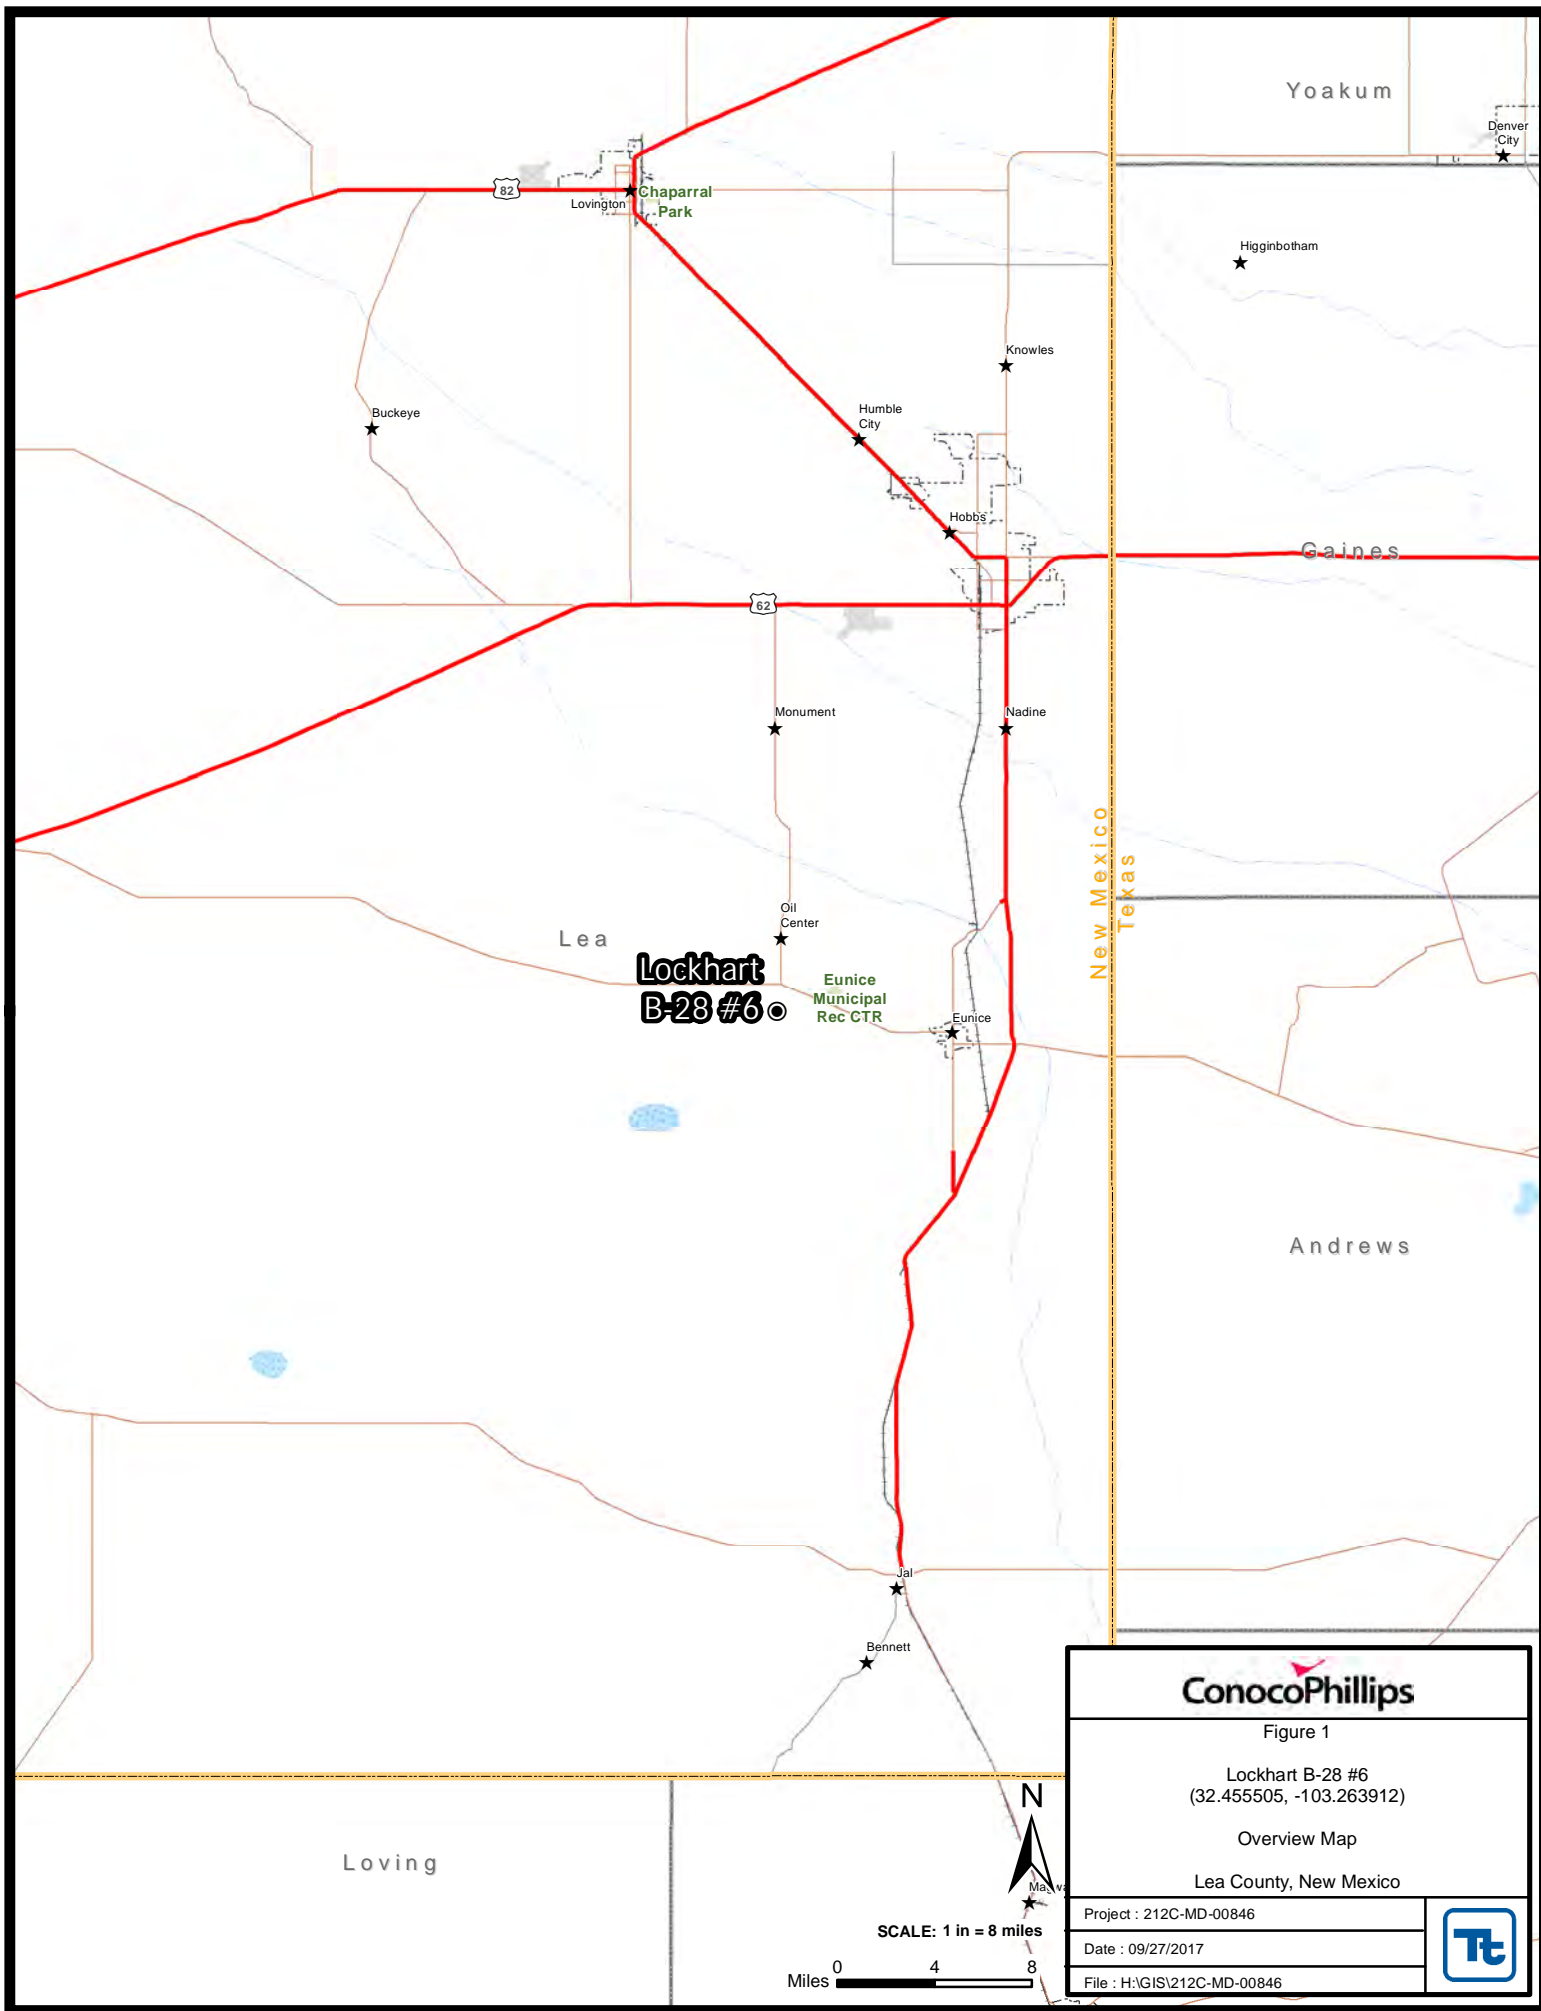 Yoakum
Denver
City
82
Lovington
Chaparral
Park
Higginbotham
Knowles
Buckeye
Humble
City
Hobbs
Gaines
62
Monument
Nadine
New Mexico
Texas
Oil
Center
Lea
Lockhart
B-28 #6
Eunice
Municipal
Rec CTR
Eunice
Andrews
Jal
Bennett
Loving
N
SCALE: 1 in = 8 miles
Miles 0 4 8
ConocoPhillips
Figure 1
Lockhart B-28 #6
(32.455505, -103.263912)
Overview Map
Lea County, New Mexico
Project : 212C-MD-00846
Date : 09/27/2017
File : H:\GIS\212C-MD-00846
Tt